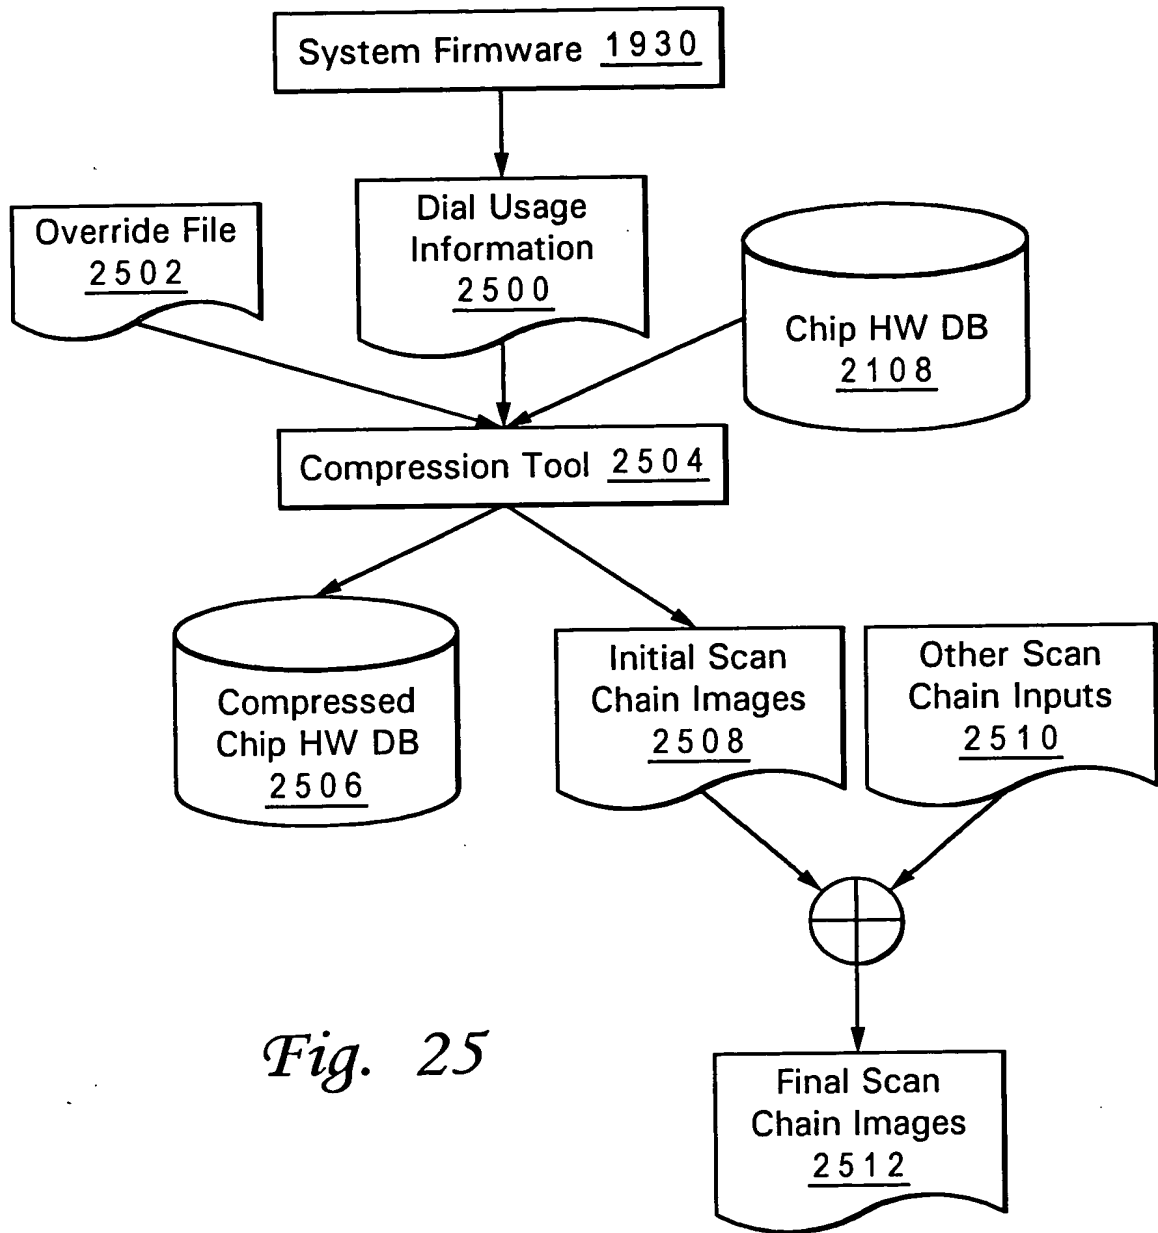 System Firmware 1930
Dial Usage
Information
2500
Override File
2502
Chip HW DB
2108
Compression Tool 2504
Compressed
Chip HW DB
2506
Initial Scan
Chain Images
2508
Other Scan
Chain Inputs
2510
Final Scan
Chain Images
2512
Fig. 25